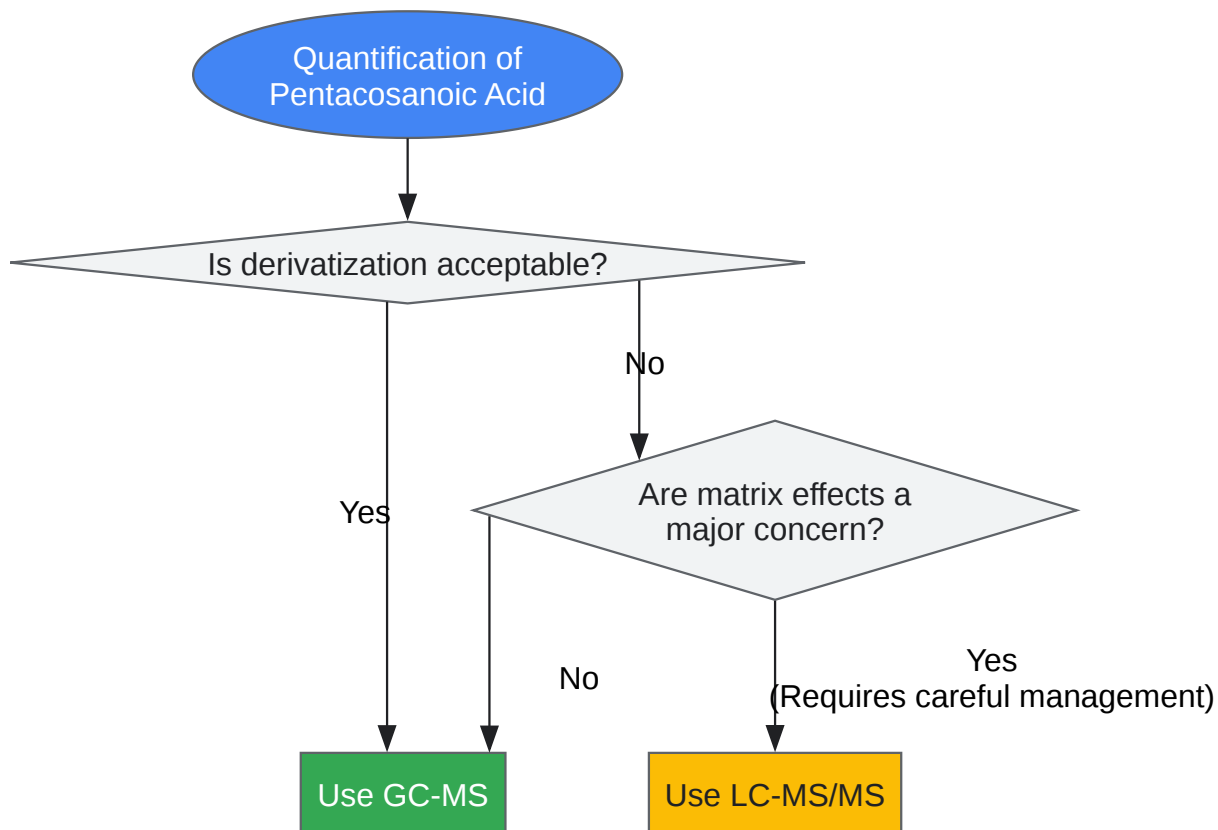 Quantification of
Pentacosanoic Acid
Is derivatization acceptable?
No
Are matrix effects a
major concern?
Yes
Yes
(Requires careful management)
No
Use GC-MS
Use LC-MS/MS